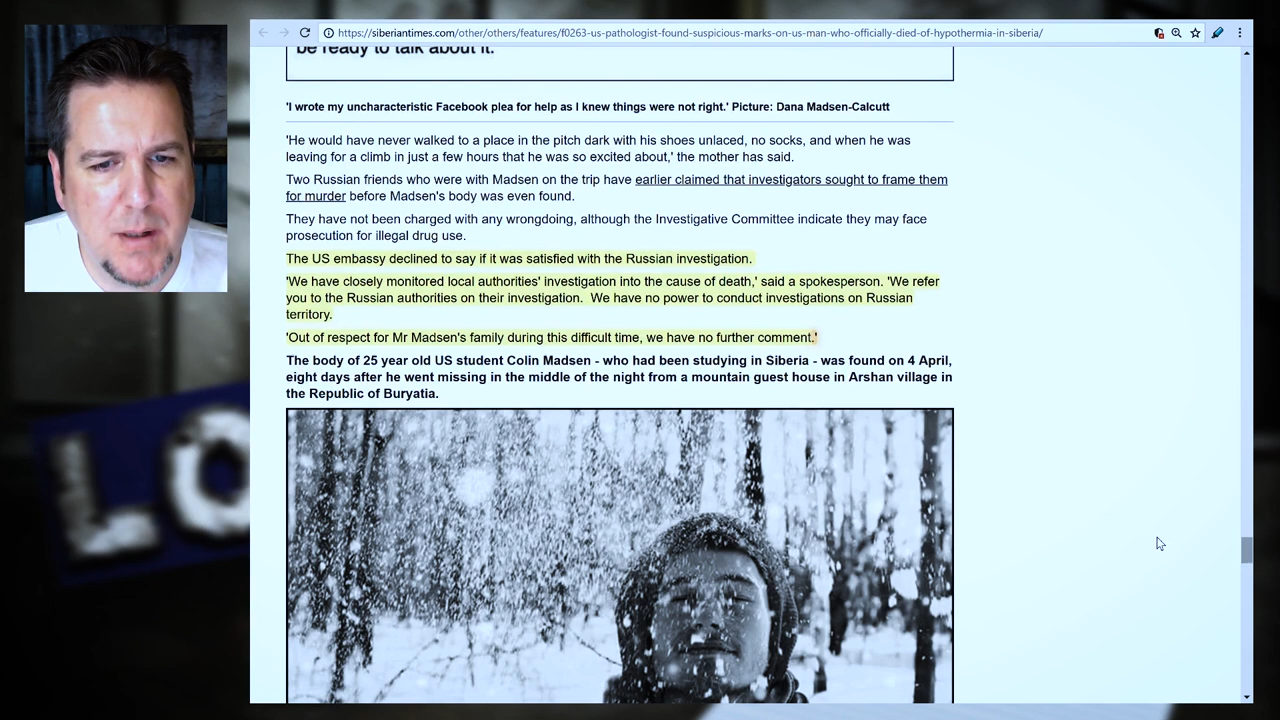 https://siberiantimes.com/other/others/features/f0263-us-pathologist-found-suspicious-marks-on-us-man-who-officially-died-of-hypothermia-in-siberia/
be ready to talk about it.
'I wrote my uncharacteristic Facebook plea for help as I knew things were not right.' Picture: Dana Madsen-Calcutt
'He would have never walked to a place in the pitch dark with his shoes unlaced, no socks, and when he was
leaving for a climb in just a few hours that he was so excited about,' the mother has said.
Two Russian friends who were with Madsen on the trip have earlier claimed that investigators sought to frame them
for murder before Madsen's body was even found.
They have not been charged with any wrongdoing, although the Investigative Committee indicate they may face
prosecution for illegal drug use.
The US embassy declined to say if it was satisfied with the Russian investigation.
'We have closely monitored local authorities' investigation into the cause of death,' said a spokesperson. 'We refer
you to the Russian authorities on their investigation.  We have no power to conduct investigations on Russian
territory.
'Out of respect for Mr Madsen's family during this difficult time, we have no further comment.'
The body of 25 year old US student Colin Madsen - who had been studying in Siberia - was found on 4 April,
eight days after he went missing in the middle of the night from a mountain guest house in Arshan village in
the Republic of Buryatia.
LO